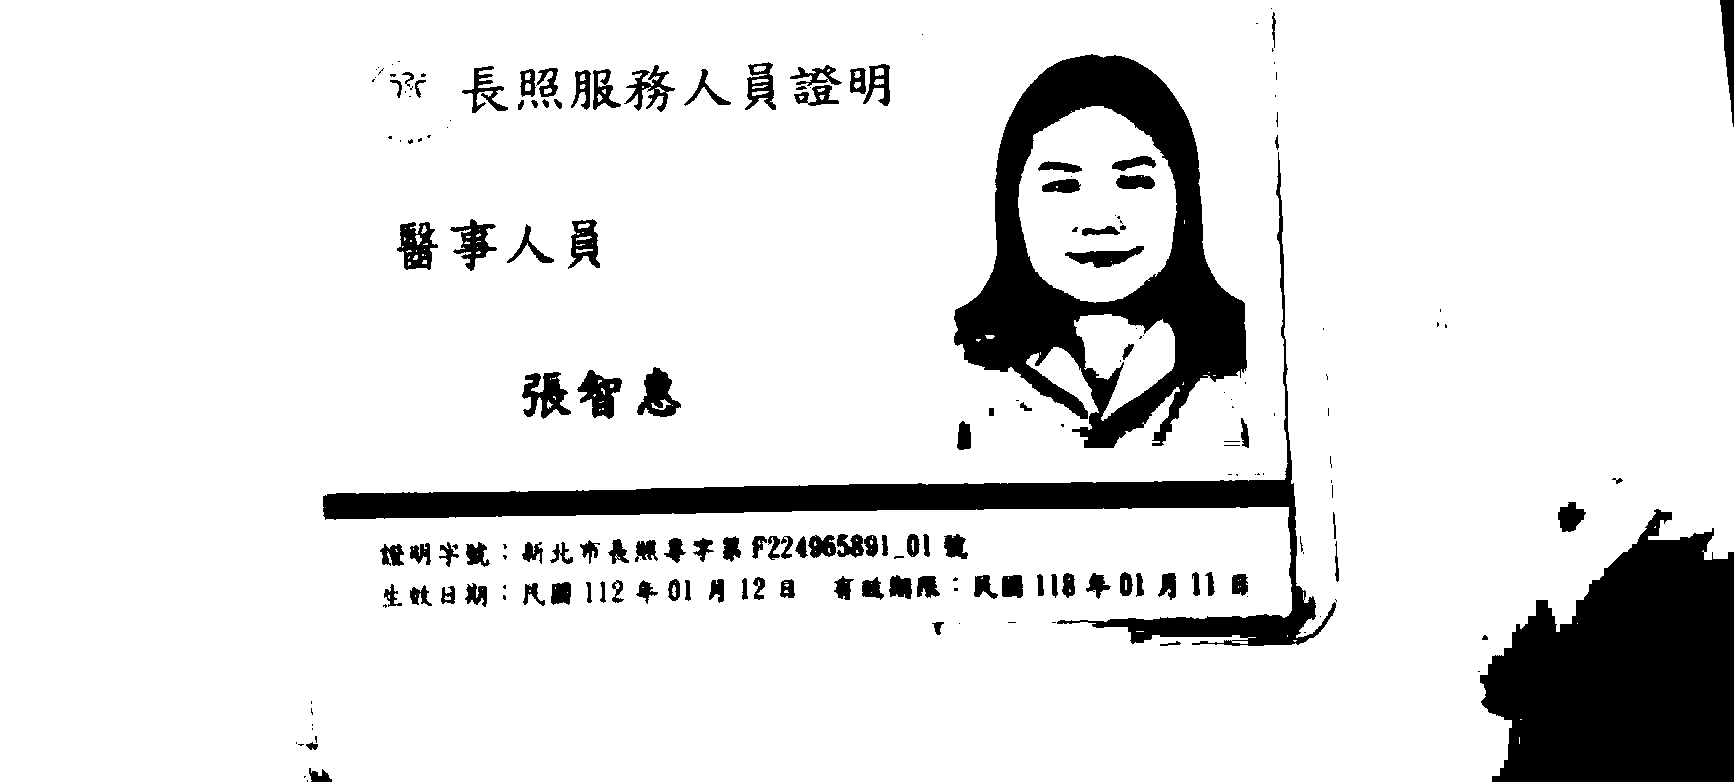 長照服務人員證明
醫事人員
張智惠
證明字號：新北市長照專字第F224965891_01號
生效日期：民國112年01月12日 有效期限：民國118年01月11日